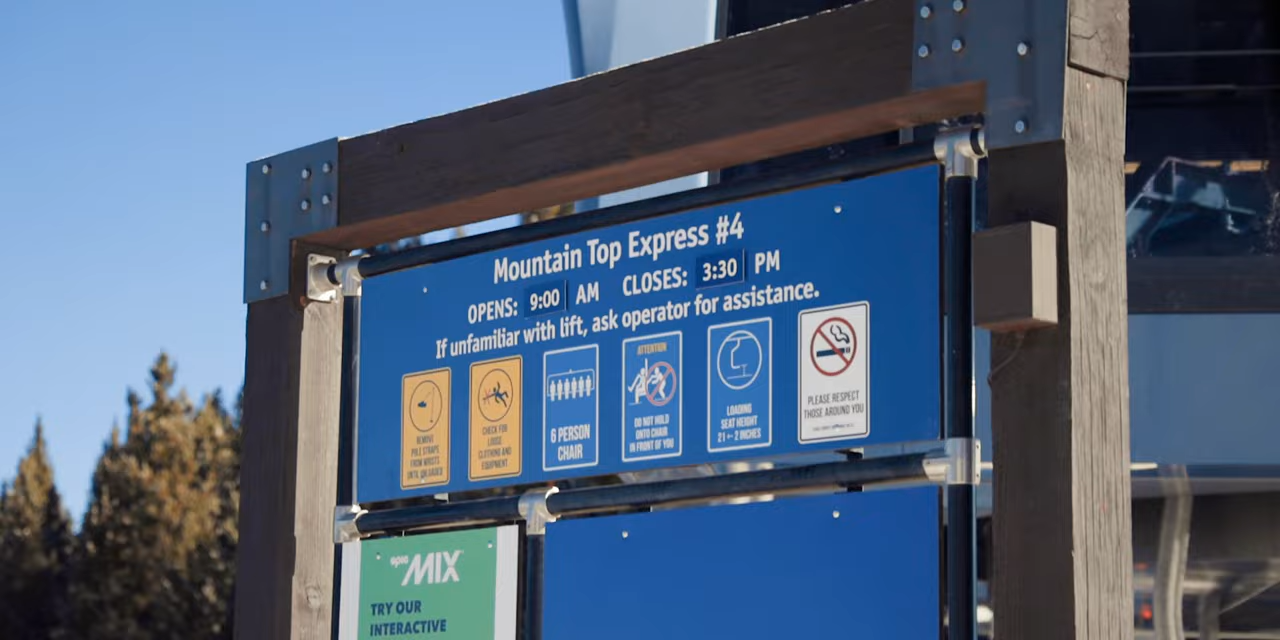 Mountain Top Express #4
OPENS: 9:00 AM CLOSES: 3:30 PM
If unfamiliar with lift, ask operator for assistance.
REMOVE
POLE STRAPS
FROM WRISTS
UNTIL UNLOADED
CHECK FOR
LOOSE
CLOTHING AND
EQUIPMENT
6 PERSON
CHAIR
ATTENTION
DO NOT HOLD
ONTO CHAIR
IN FRONT OF YOU
LOADING
SEAT HEIGHT
21 +- 2 INCHES
PLEASE RESPECT
THOSE AROUND YOU
epic MIX
TRY OUR
INTERACTIVE